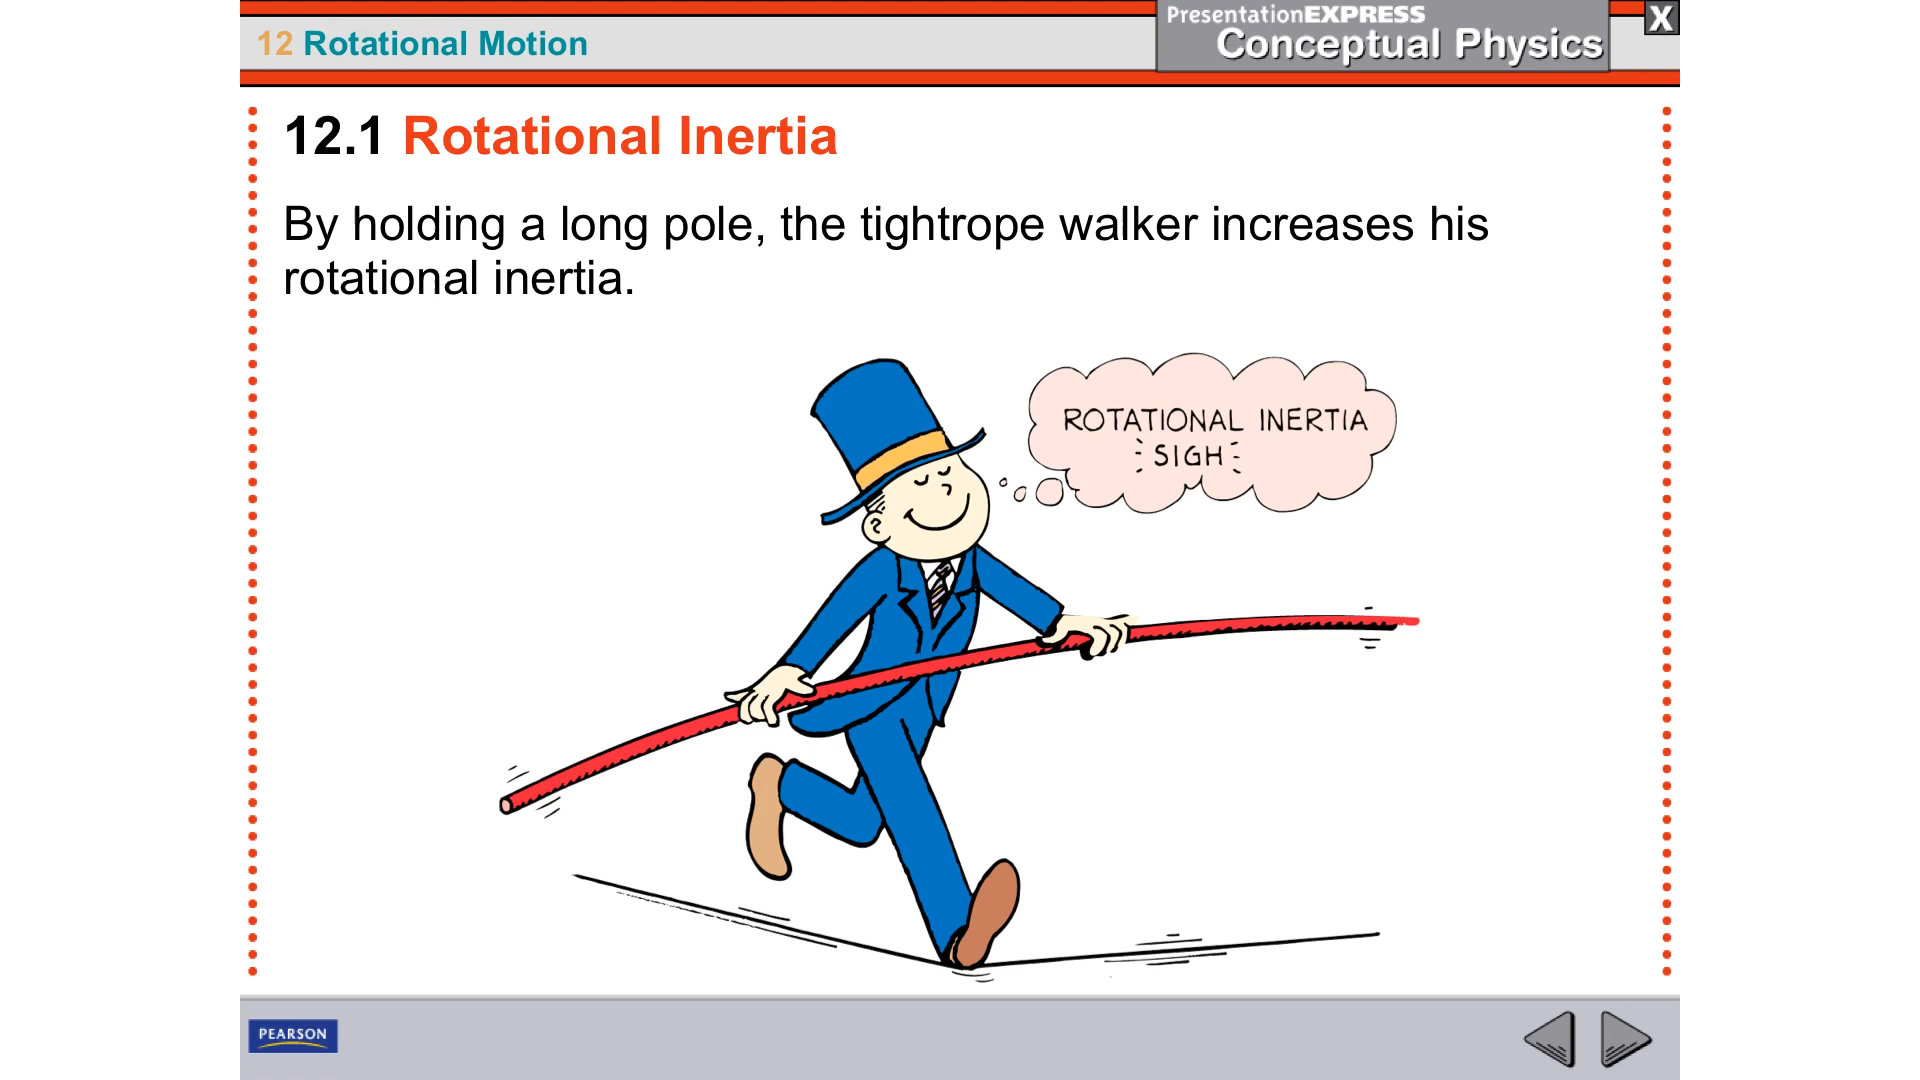 12 Rotational Motion
PresentationEXPRESS
Conceptual Physics
X
12.1 Rotational Inertia
By holding a long pole, the tightrope walker increases his
rotational inertia.
ROTATIONAL INERTIA
SIGH
PEARSON